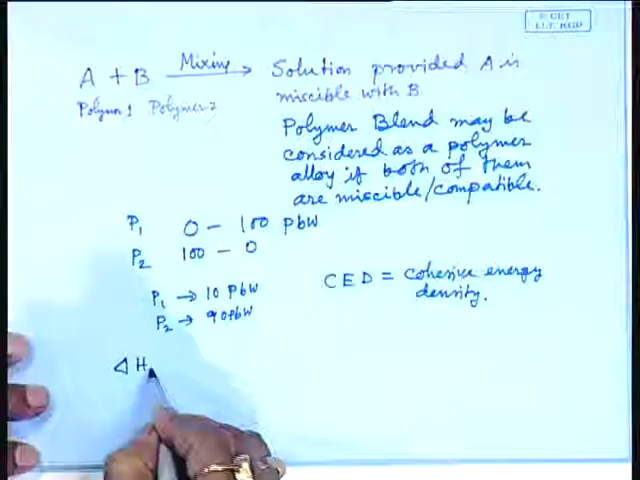 © CET
I.I.T. KGP
A + B Mixing → Solution provided A is
miscible with B
Polymer 1 Polymer 2
Polymer Blend may be
considered as a polymer
alloy if both of them
are miscible/compatible.
P₁ 0 – 100 pbw
P₂ 100 – 0
P₁ → 10 pbw
P₂ → 90 pbw
CED = cohesive energy
density.
△ H